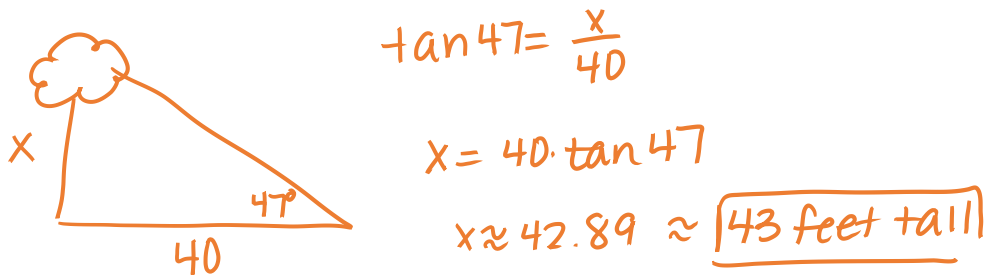 tan47 = x/40
x
47°
x = 40·tan47
40
x ≈ 42.89 ≈ 43 feet tall